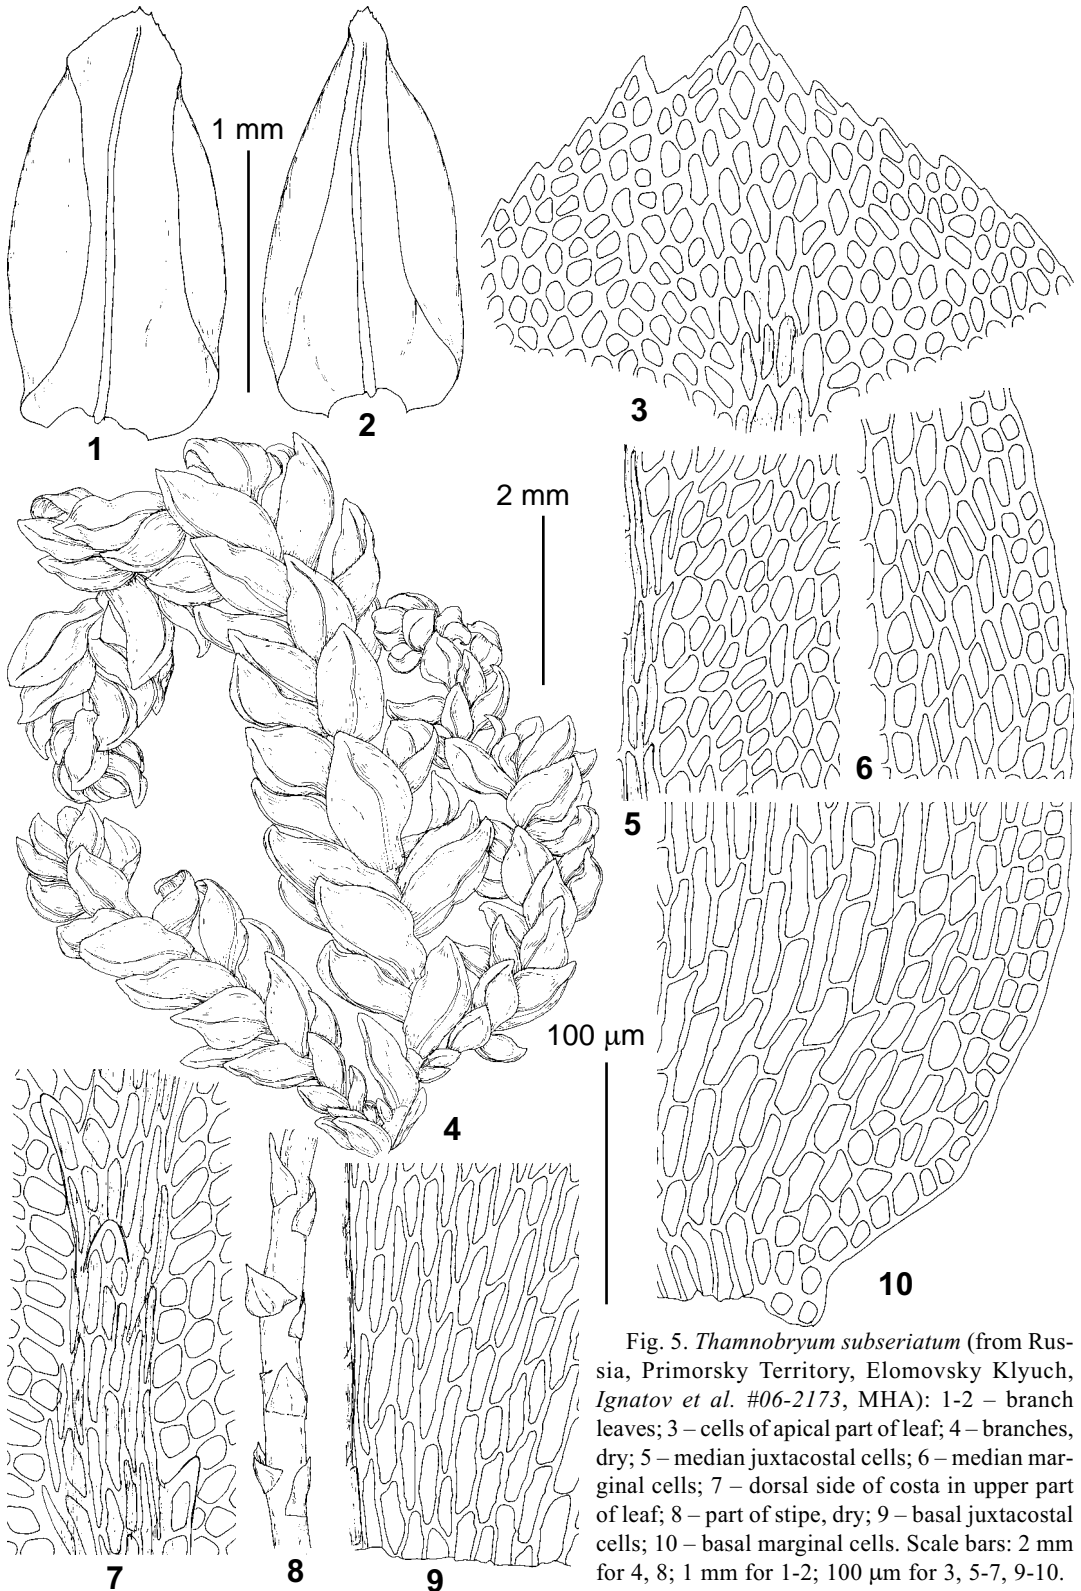 1 mm
1
2
3
2 mm
5
6
100 μm
4
10
7
8
9
Fig. 5. Thamnobryum subseriatum (from Rus-
sia, Primorsky Territory, Elomovsky Klyuch,
Ignatov et al. #06-2173, MHA): 1-2 – branch
leaves; 3 – cells of apical part of leaf; 4 – branches,
dry; 5 – median juxtacostal cells; 6 – median mar-
ginal cells; 7 – dorsal side of costa in upper part
of leaf; 8 – part of stipe, dry; 9 – basal juxtacostal
cells; 10 – basal marginal cells. Scale bars: 2 mm
for 4, 8; 1 mm for 1-2; 100 μm for 3, 5-7, 9-10.